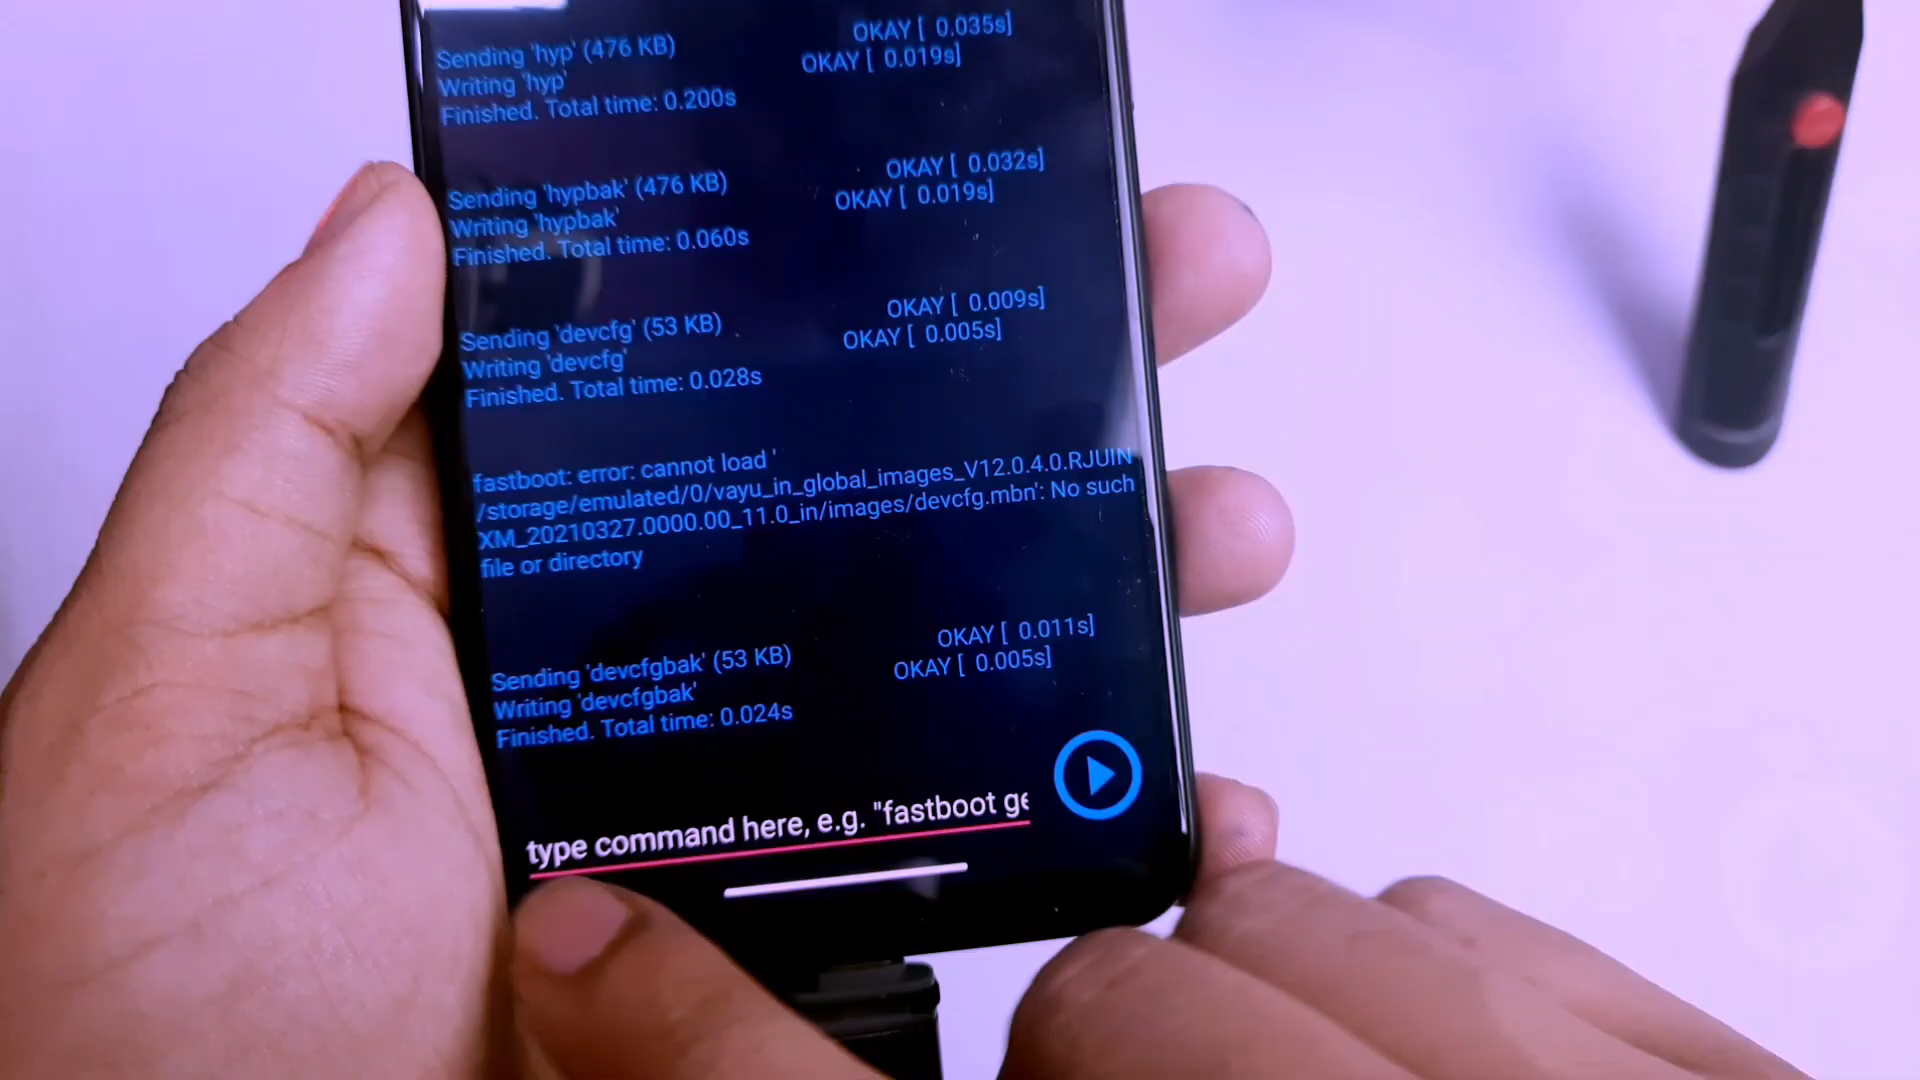 OKAY [ 0.035s]
Sending 'hyp' (476 KB)
OKAY [ 0.019s]
Writing 'hyp'
Finished. Total time: 0.200s
OKAY [ 0.032s]
Sending 'hypbak' (476 KB)
OKAY [ 0.019s]
Writing 'hypbak'
Finished. Total time: 0.060s
OKAY [ 0.009s]
Sending 'devcfg' (53 KB)
OKAY [ 0.005s]
Writing 'devcfg'
Finished. Total time: 0.028s
fastboot: error: cannot load '
/storage/emulated/0/vayu_in_global_images_V12.0.4.0.RJUIN
XM_20210327.0000.00_11.0_in/images/devcfg.mbn': No such
file or directory
OKAY [ 0.011s]
Sending 'devcfgbak' (53 KB)
OKAY [ 0.005s]
Writing 'devcfgbak'
Finished. Total time: 0.024s
type command here, e.g. "fastboot ge